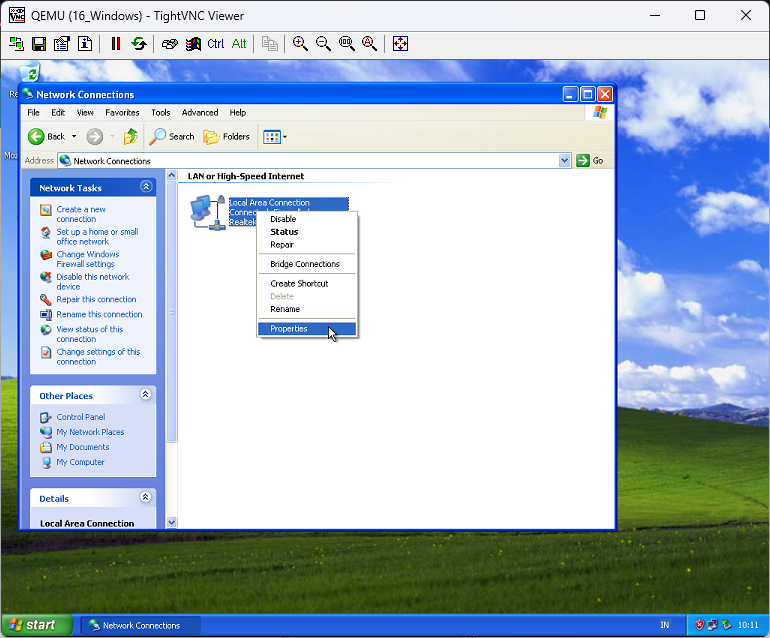 QEMU (16_Windows) - TightVNC Viewer
Ctrl Alt
Network Connections
File Edit View Favorites Tools Advanced Help
Back Search Folders
Address Network Connections Go
Network Tasks
Create a new
connection
Set up a home or small
office network
Change Windows
Firewall settings
Disable this network
device
Repair this connection
Rename this connection
View status of this
connection
Change settings of this
connection
Other Places
Control Panel
My Network Places
My Documents
My Computer
Details
Local Area Connection
LAN or High-Speed Internet
Local Area Connection
Disable
Status
Repair
Bridge Connections
Create Shortcut
Delete
Rename
Properties
start Network Connections IN 10:11